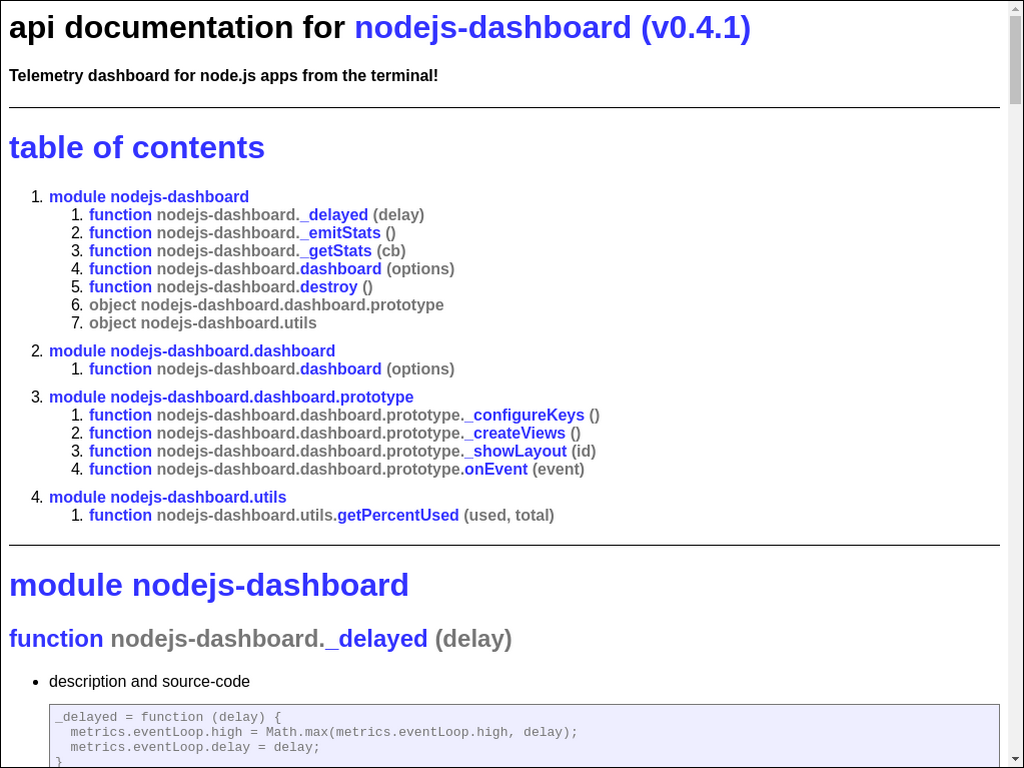 api documentation for nodejs-dashboard (v0.4.1)
Telemetry dashboard for node.js apps from the terminal!
table of contents
1. module nodejs-dashboard
1. function nodejs-dashboard._delayed (delay)
2. function nodejs-dashboard._emitStats ()
3. function nodejs-dashboard._getStats (cb)
4. function nodejs-dashboard.dashboard (options)
5. function nodejs-dashboard.destroy ()
6. object nodejs-dashboard.dashboard.prototype
7. object nodejs-dashboard.utils
2. module nodejs-dashboard.dashboard
1. function nodejs-dashboard.dashboard (options)
3. module nodejs-dashboard.dashboard.prototype
1. function nodejs-dashboard.dashboard.prototype._configureKeys ()
2. function nodejs-dashboard.dashboard.prototype._createViews ()
3. function nodejs-dashboard.dashboard.prototype._showLayout (id)
4. function nodejs-dashboard.dashboard.prototype.onEvent (event)
4. module nodejs-dashboard.utils
1. function nodejs-dashboard.utils.getPercentUsed (used, total)
module nodejs-dashboard
function nodejs-dashboard._delayed (delay)
• description and source-code
_delayed = function (delay) {
  metrics.eventLoop.high = Math.max(metrics.eventLoop.high, delay);
  metrics.eventLoop.delay = delay;
}